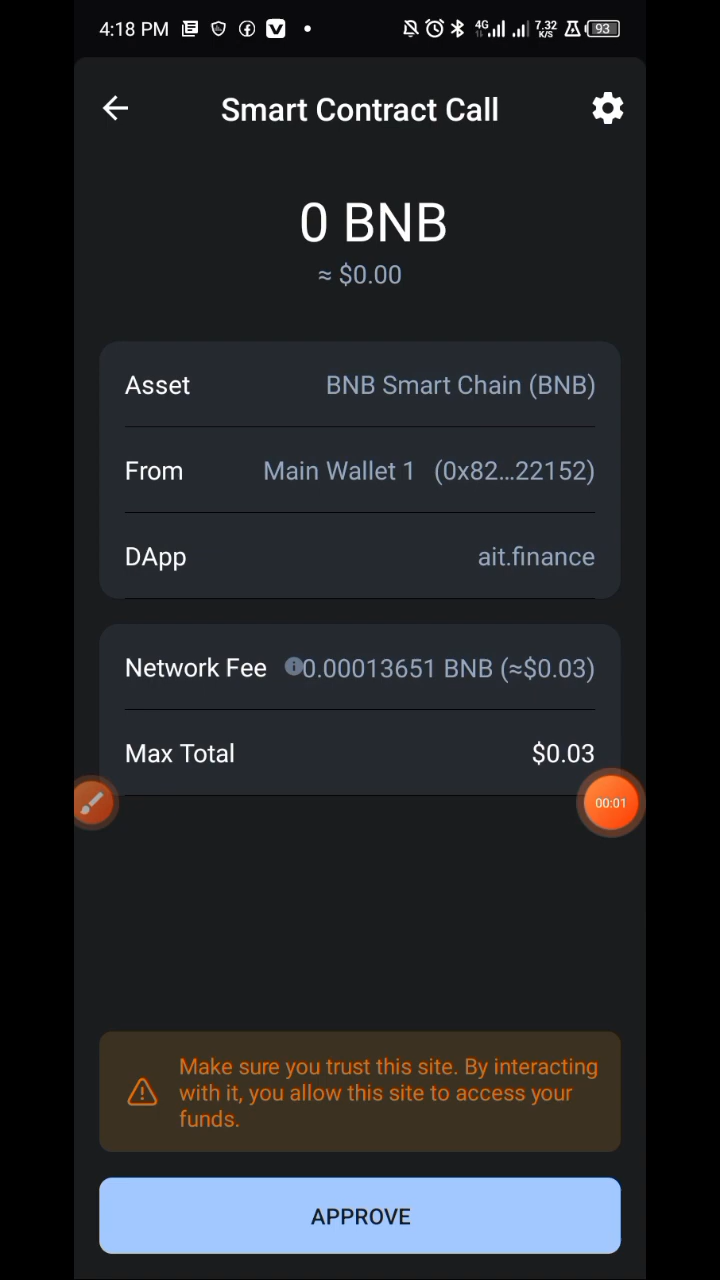 4:18 PM 4G 7.32 K/S 93
Smart Contract Call
0 BNB
≈ $0.00
Asset BNB Smart Chain (BNB)
From Main Wallet 1 (0x82...22152)
DApp ait.finance
Network Fee 0.00013651 BNB (≈$0.03)
Max Total $0.03
00:01
Make sure you trust this site. By interacting
with it, you allow this site to access your
funds.
APPROVE